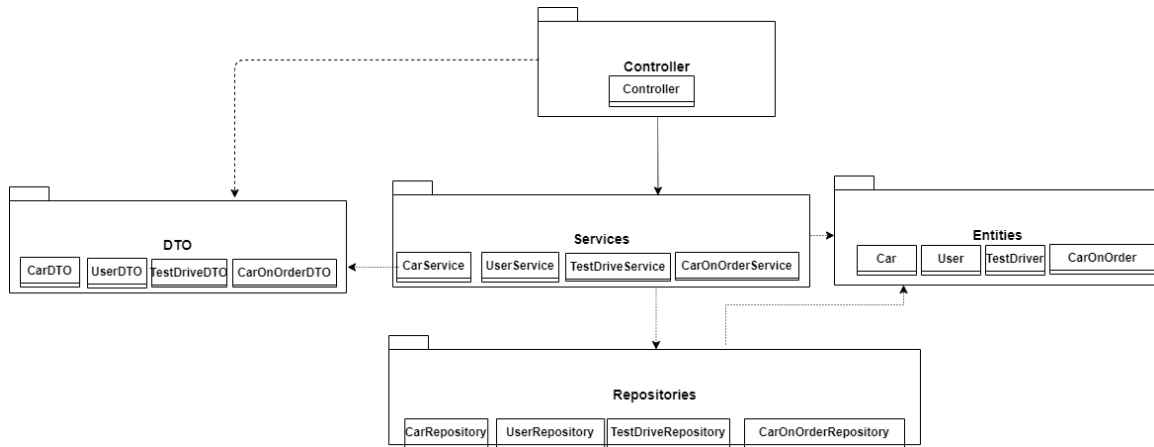 Controller
Controller
DTO
CarDTO
UserDTO
TestDriveDTO
CarOnOrderDTO
Services
CarService
UserService
TestDriveService
CarOnOrderService
Entities
Car
User
TestDriver
CarOnOrder
Repositories
CarRepository
UserRepository
TestDriveRepository
CarOnOrderRepository